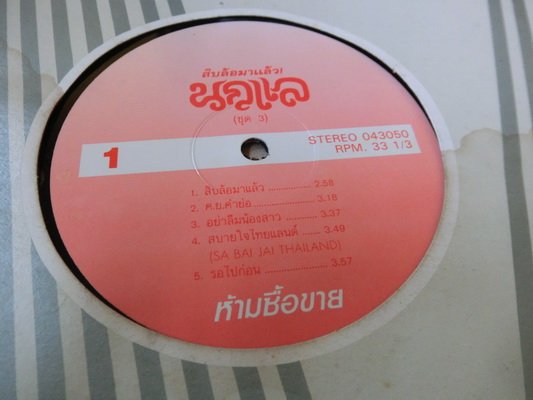 สิบล้อมาแล้ว!
นกแล
(ชุด 3)
1
STEREO 043050
RPM. 33 1/3
1. สิบล้อมาแล้ว ................ 2.58
2. ศ.ย.คำย่อ ...................... 3.18
3. อย่าลืมน้องสาว ............ 3.37
4. สบายใจไทยแลนด์ ...... 3.49
(SA BAI JAI THAILAND)
5. รอไปก่อน ....................... 3.57
ห้ามซื้อขาย